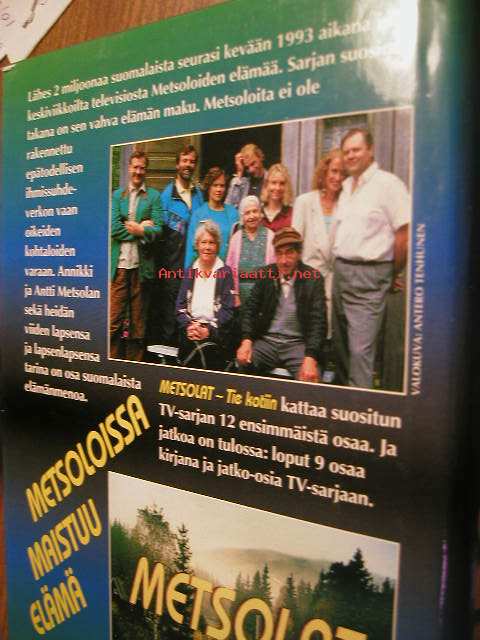 Lähes 2 miljoonaa suomalaista seurasi kevään 1993 aikana
keskiviikkoilta televisiosta Metsoloiden elämää. Sarjan
takana on sen vahva elämän maku. Metsoloita ei ole
rakennettu
epätodellisen
ihmissuhde-
verkon vaan
oikeiden
kohtaloiden
varaan. Annikki
ja Antti Metsolan
sekä heidän
viiden lapsensa
ja lapsenlapsensa
tarina on osa suomalaista
elämänmenoa.
Antikvariaatti.net
VALOKUVA: ANTERO TENHUNEN
METSOLAT – Tie kotiin kattaa suositun
TV-sarjan 12 ensimmäistä osaa. Ja
jatkoa on tulossa: loput 9 osaa
kirjana ja jatko-osia TV-sarjaan.
METSOLOISSA
MAISTUU
ELÄMÄ
METSOLAT